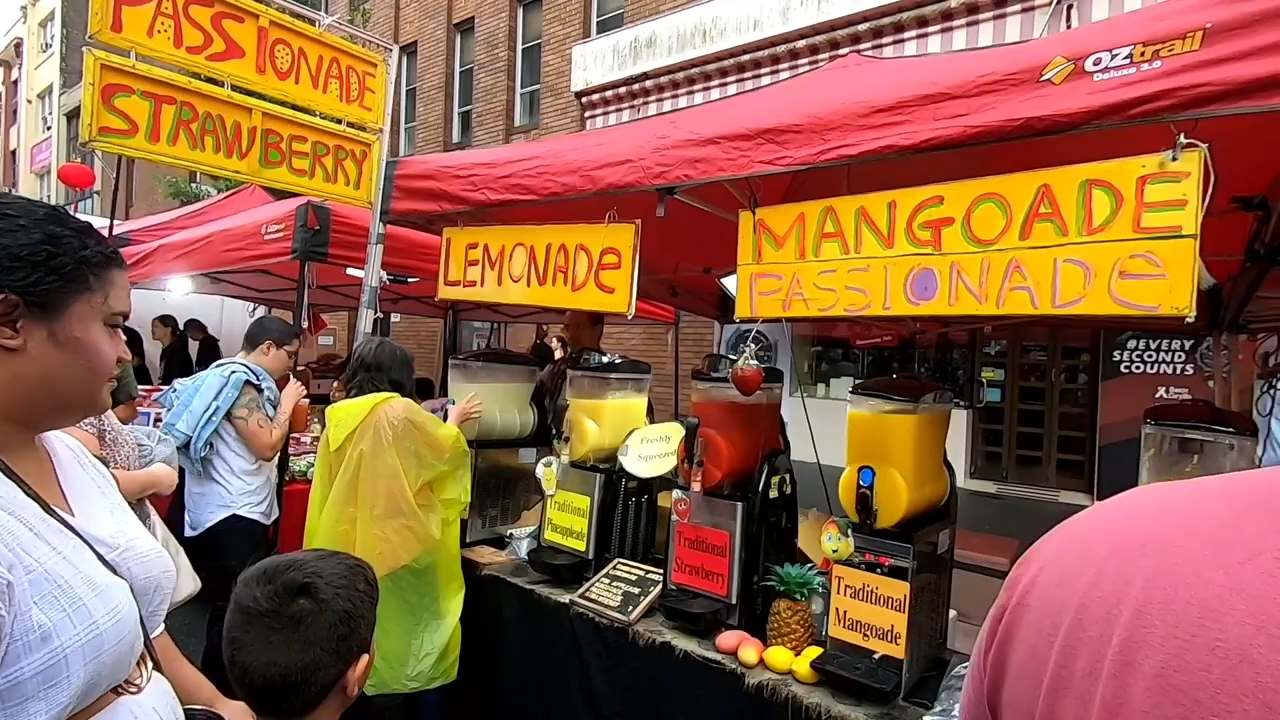 PASSIONADE
STRAWBERRY
LEMONADE
MANGOADE
PASSIONADE
OZtrail
Deluxe 3.0
#EVERY
SECOND
COUNTS
Freshly
Squeezed
Traditional
Pineappleade
Traditional
Strawberry
Traditional
Mangoade